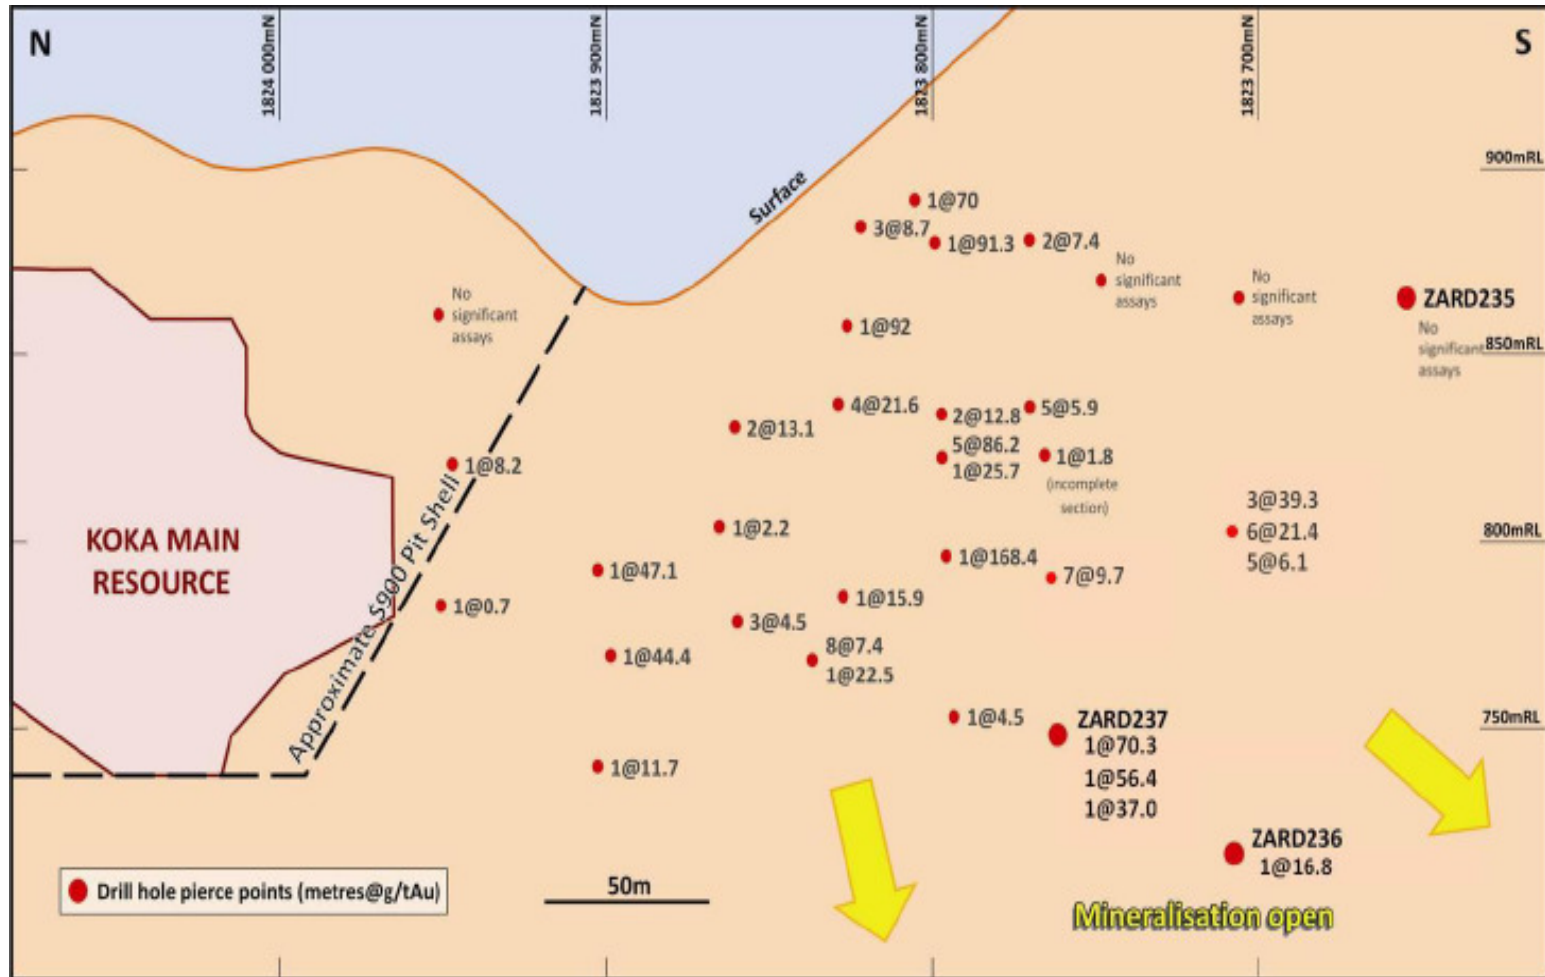 N
1824 000mN
1823 900mN
1823 800mN
1823 700mN
S
900mRL
Surface
1@70
3@8.7
1@91.3
2@7.4
No
significant
assays
No
significant
assays
ZARD235
No
significant
assays
850mRL
No
significant
assays
1@92
4@21.6
2@13.1
2@12.8
5@5.9
5@86.2
1@25.7
1@1.8
(incomplete
section)
1@8.2
3@39.3
6@21.4
5@6.1
800mRL
KOKA MAIN
RESOURCE
Approximate $900 Pit Shell
1@2.2
1@47.1
1@168.4
7@9.7
1@0.7
1@15.9
3@4.5
1@44.4
8@7.4
1@22.5
1@4.5
ZARD237
1@70.3
1@56.4
1@37.0
750mRL
1@11.7
ZARD236
1@16.8
Drill hole pierce points (metres@g/tAu)
50m
Mineralisation open